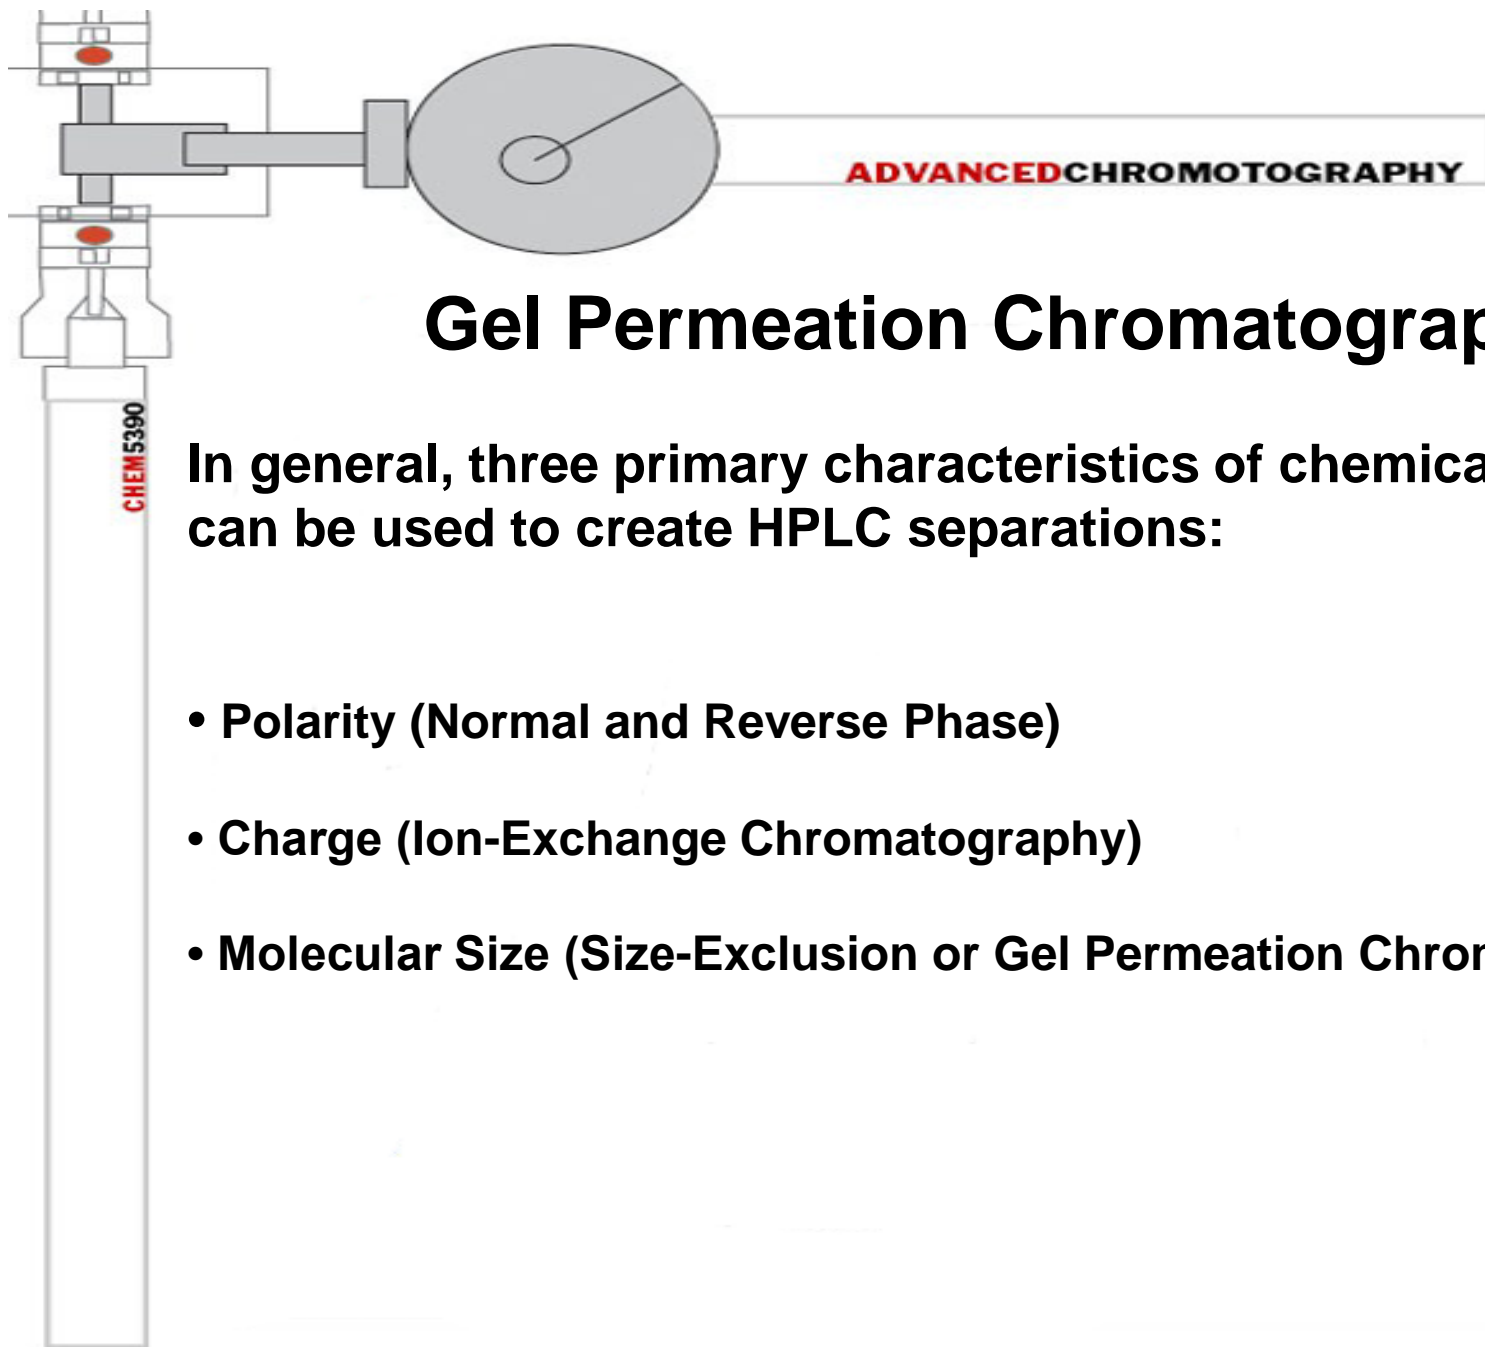 ADVANCEDCHROMOTOGRAPHY
Gel Permeation Chromatograp
CHEM5390
In general, three primary characteristics of chemica
can be used to create HPLC separations:
• Polarity (Normal and Reverse Phase)
• Charge (Ion-Exchange Chromatography)
• Molecular Size (Size-Exclusion or Gel Permeation Chrom